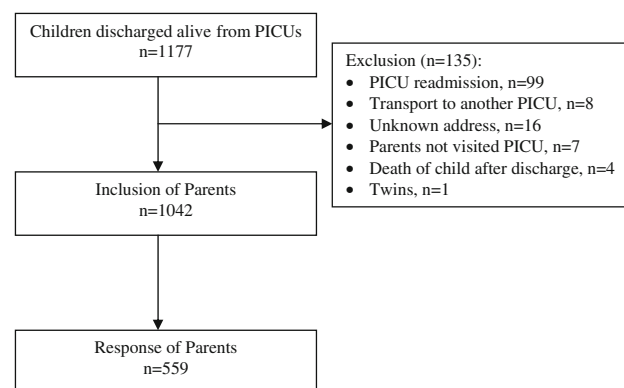 Children discharged alive from PICUs
n=1177
Exclusion (n=135):
• PICU readmission, n=99
• Transport to another PICU, n=8
• Unknown address, n=16
• Parents not visited PICU, n=7
• Death of child after discharge, n=4
• Twins, n=1
Inclusion of Parents
n=1042
Response of Parents
n=559